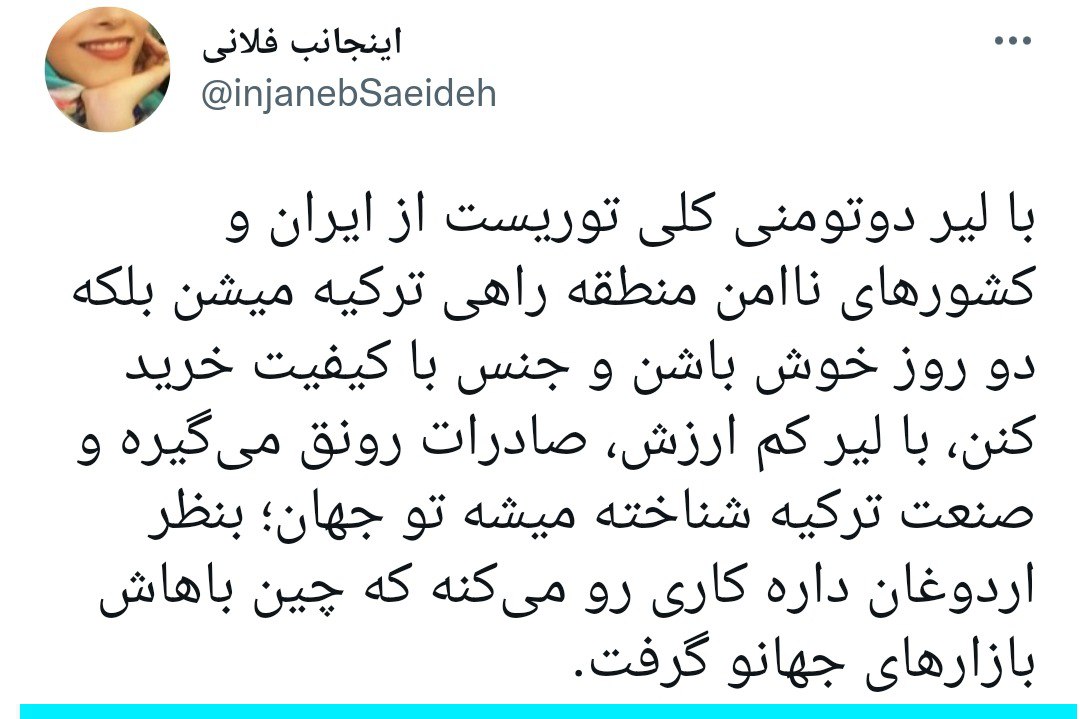 اینجانب فلانی
@injanebSaeideh
با لیر دوتومنی کلی توریست از ایران و
کشورهای ناامن منطقه راهی ترکیه میشن بلکه
دو روز خوش باشن و جنس با کیفیت خرید
کنن، با لیر کم ارزش، صادرات رونق می‌گیره و
صنعت ترکیه شناخته میشه تو جهان؛ بنظر
اردوغان داره کاری رو می‌کنه که چین باهاش
بازارهای جهانو گرفت.